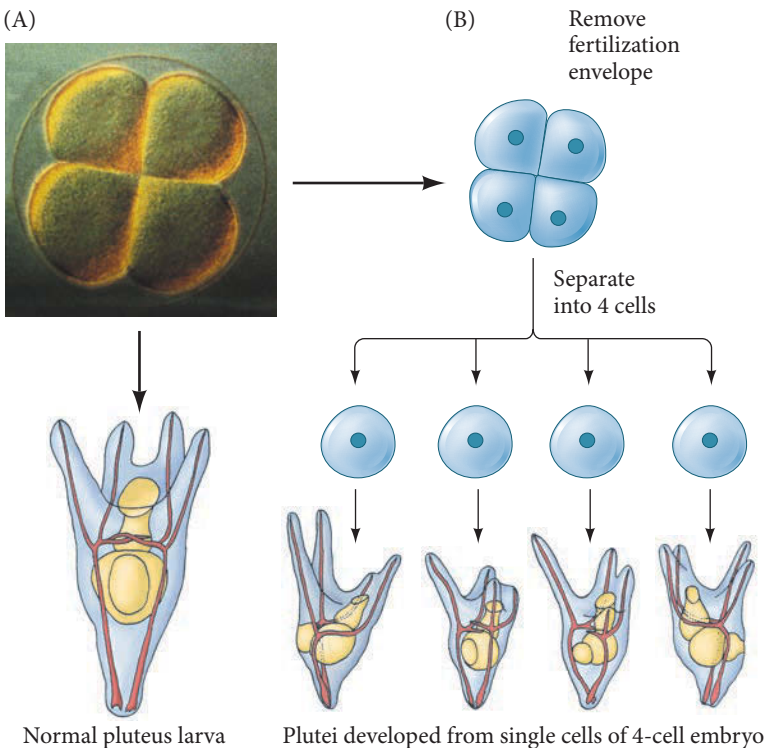 (A)
(B)
Remove
fertilization
envelope
Separate
into 4 cells
Normal pluteus larva
Plutei developed from single cells of 4-cell embryo